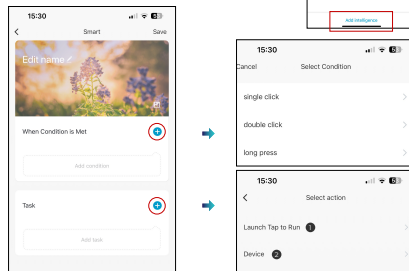 15:30
Smart
Save
Edit name
When Condition is Met
Add condition
Task
Add task
Add Intelligence
15:30
Cancel
Select Condition
single click
double click
long press
15:30
Select action
Launch Tap to Run 1
Device 2